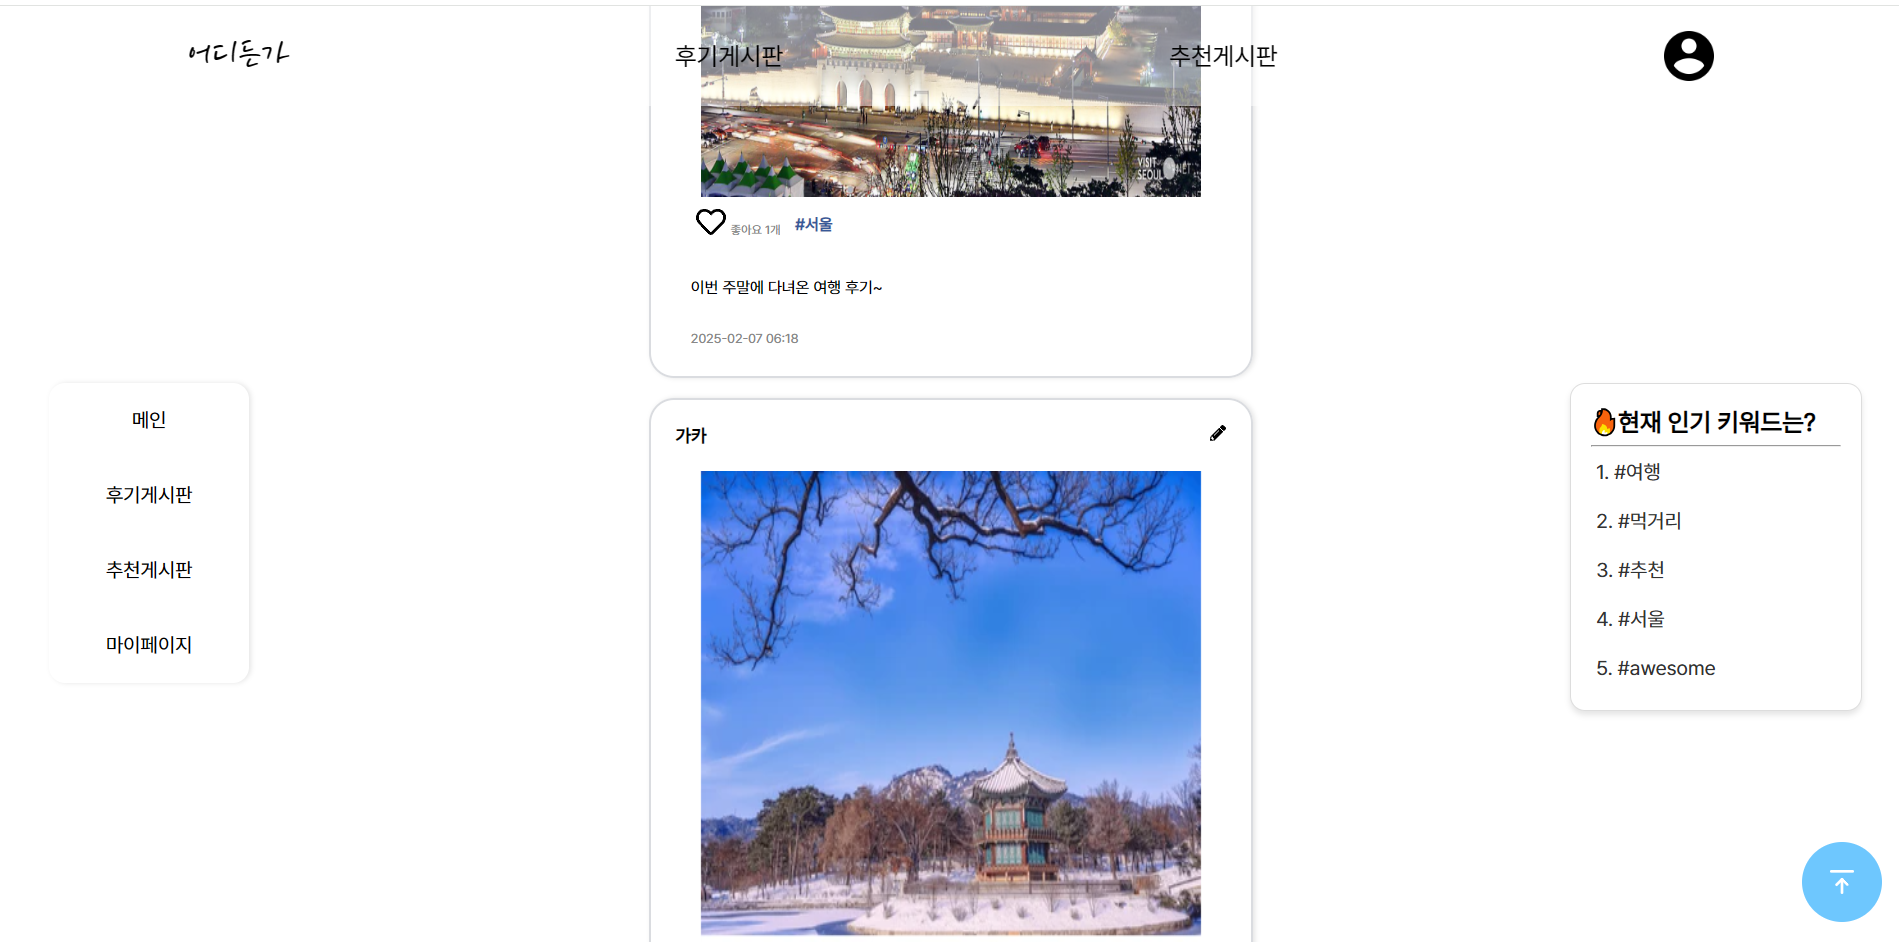 어디든가
후기게시판
추천게시판
VISIT
SEOUL NET
좋아요 1개
#서울
이번 주말에 다녀온 여행 후기~
2025-02-07 06:18
메인
후기게시판
추천게시판
마이페이지
가카
🔥현재 인기 키워드는?
1. #여행
2. #먹거리
3. #추천
4. #서울
5. #awesome